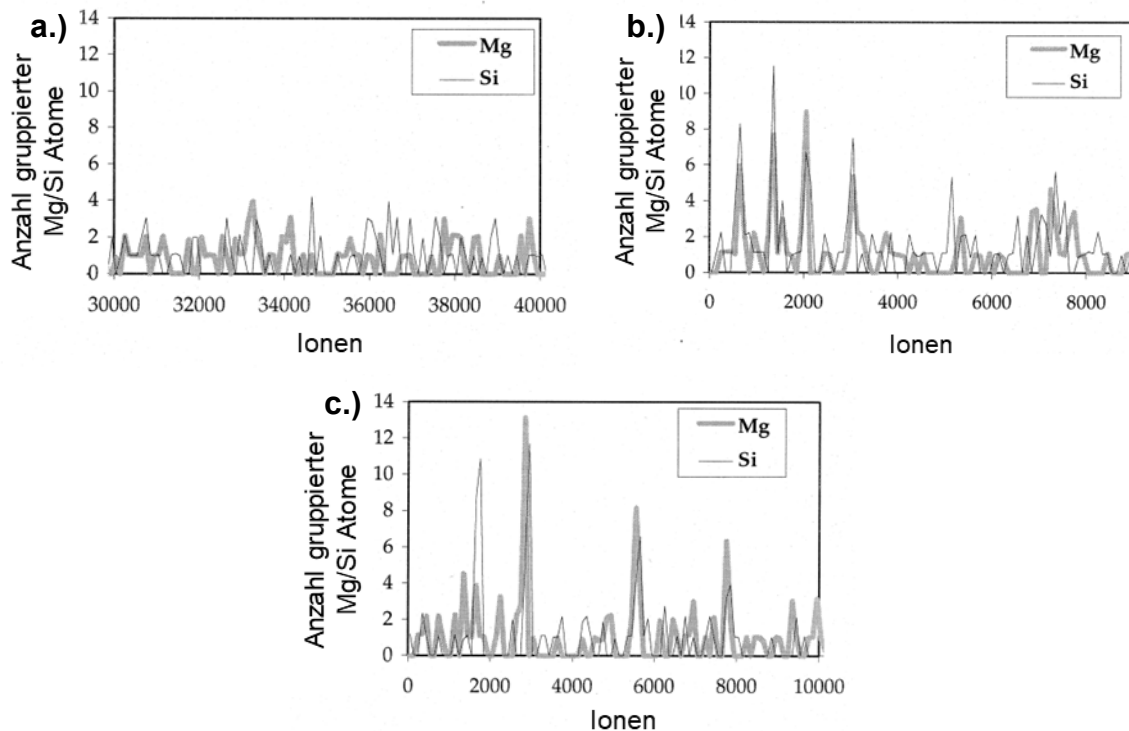 a.)
Anzahl gruppierter
Mg/Si Atome
14
12
10
8
6
4
2
0
Mg
Si
30000 32000 34000 36000 38000 40000
Ionen
b.)
Anzahl gruppierter
Mg/Si Atome
14
12
10
8
6
4
2
0
Mg
Si
0 2000 4000 6000 8000
Ionen
c.)
Anzahl gruppierter
Mg/Si Atome
14
12
10
8
6
4
2
0
Mg
Si
0 2000 4000 6000 8000 10000
Ionen